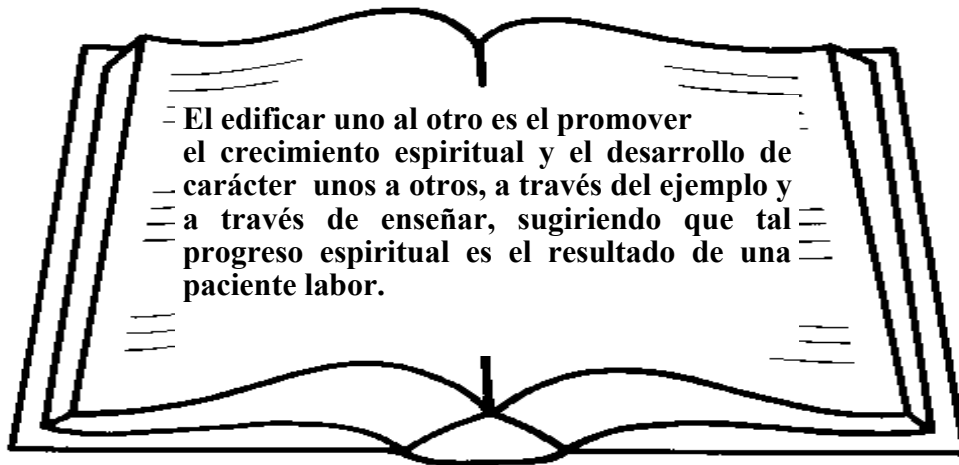 El edificar uno al otro es el promover
el crecimiento espiritual y el desarrollo de
carácter unos a otros, a través del ejemplo y
a través de enseñar, sugiriendo que tal
progreso espiritual es el resultado de una
paciente labor.